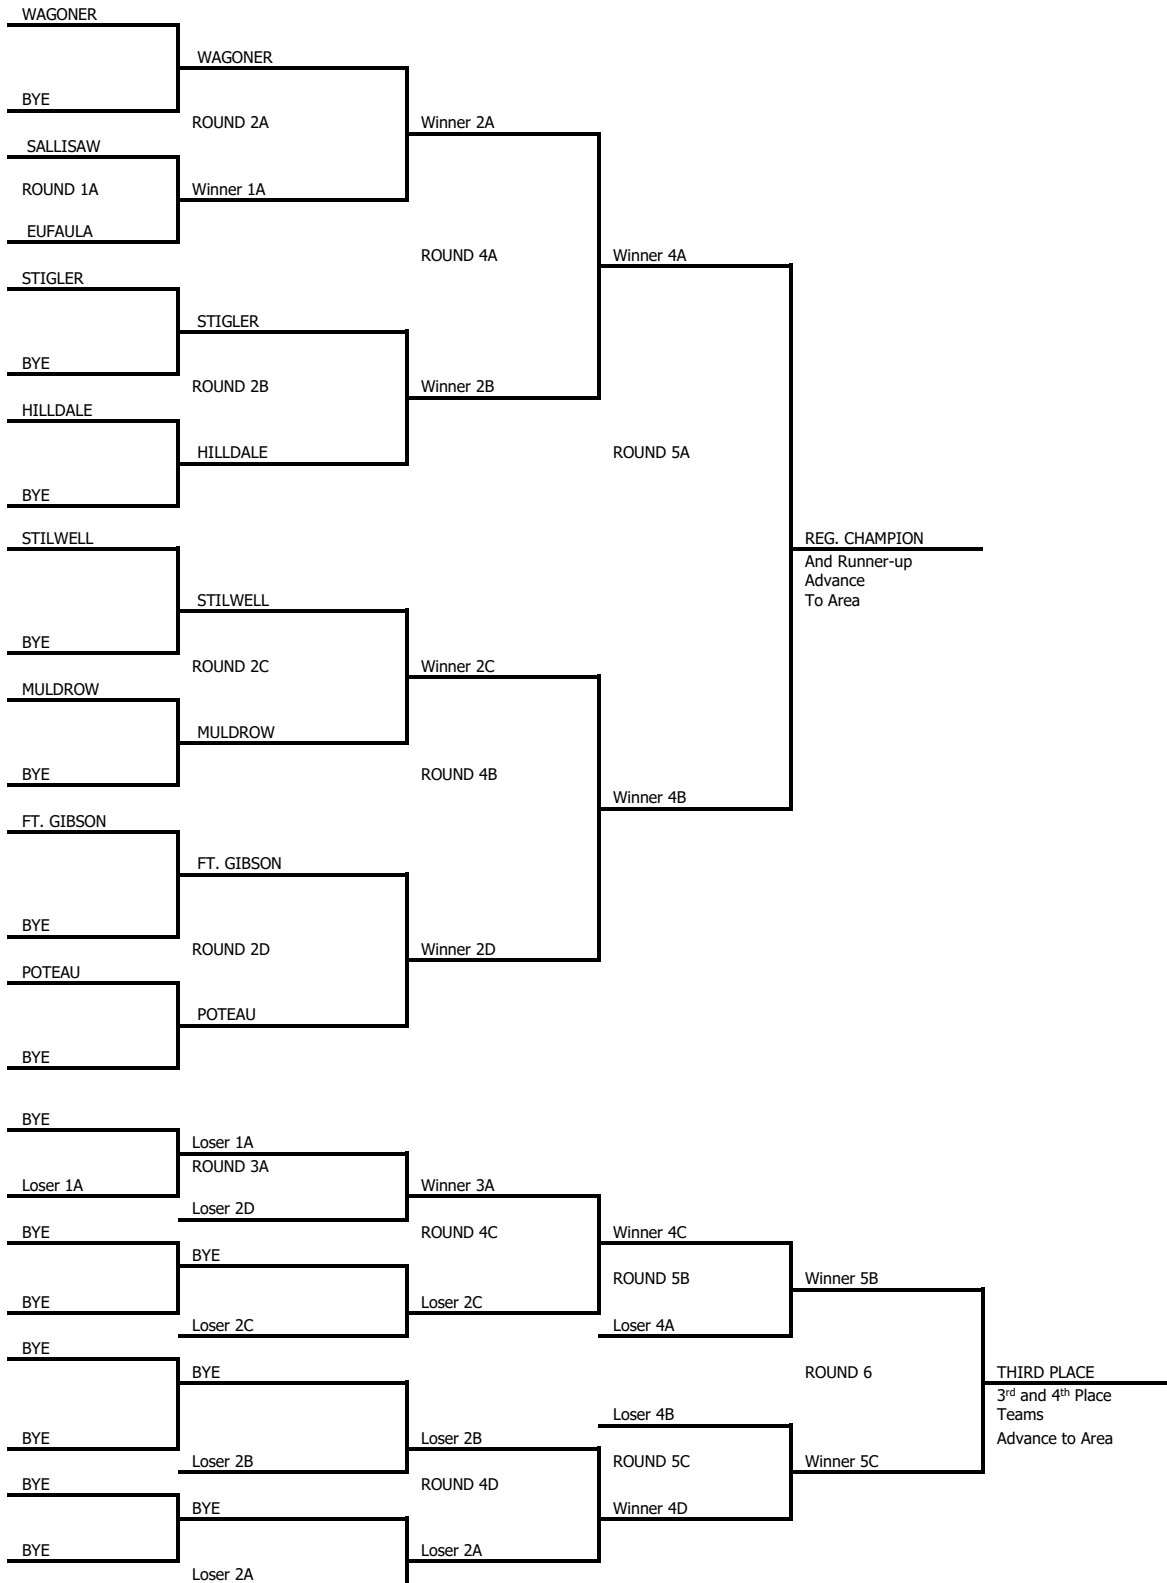 WAGONER
WAGONER
BYE
ROUND 2A
Winner 2A
SALLISAW
ROUND 1A
Winner 1A
EUFAULA
ROUND 4A
Winner 4A
STIGLER
STIGLER
BYE
ROUND 2B
Winner 2B
HILLDALE
HILLDALE
ROUND 5A
BYE
STILWELL
REG. CHAMPION
And Runner-up
Advance
To Area
STILWELL
BYE
ROUND 2C
Winner 2C
MULDROW
MULDROW
BYE
ROUND 4B
Winner 4B
FT. GIBSON
FT. GIBSON
BYE
ROUND 2D
Winner 2D
POTEAU
POTEAU
BYE
BYE
Loser 1A
ROUND 3A
Loser 1A
Winner 3A
Loser 2D
BYE
ROUND 4C
Winner 4C
BYE
ROUND 5B
Winner 5B
BYE
Loser 2C
Loser 2C
Loser 4A
BYE
BYE
ROUND 6
THIRD PLACE
3rd and 4th Place
Teams
Advance to Area
Loser 4B
BYE
Loser 2B
Loser 2B
ROUND 5C
Winner 5C
BYE
ROUND 4D
BYE
Winner 4D
BYE
Loser 2A
Loser 2A